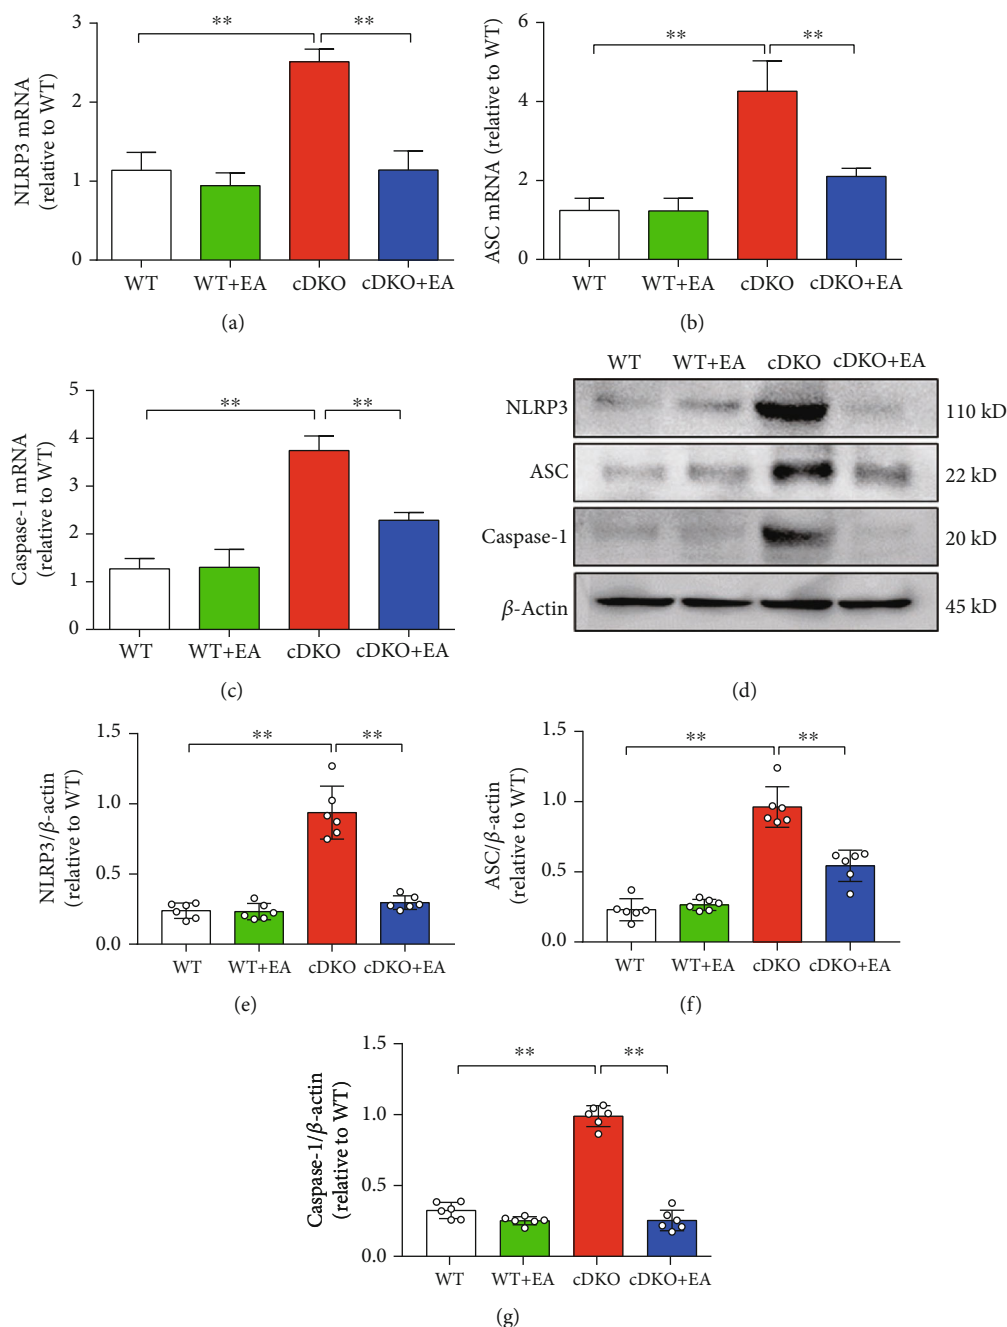 NLRP3 mRNA
(relative to WT)
3
2
1
0
**
**
WT
WT+EA
cDKO
cDKO+EA
(a)
ASC mRNA (relative to WT)
6
4
2
0
**
**
WT
WT+EA
cDKO
cDKO+EA
(b)
Caspase-1 mRNA
(relative to WT)
5
4
3
2
1
0
**
**
WT
WT+EA
cDKO
cDKO+EA
(c)
WT
WT+EA
cDKO
cDKO+EA
NLRP3
110 kD
ASC
22 kD
Caspase-1
20 kD
β-Actin
45 kD
(d)
NLRP3/β-actin
(relative to WT)
1.5
1.0
0.5
0.0
**
**
WT
WT+EA
cDKO
cDKO+EA
(e)
ASC/β-actin
(relative to WT)
1.5
1.0
0.5
0.0
**
**
WT
WT+EA
cDKO
cDKO+EA
(f)
Caspase-1/β-actin
(relative to WT)
1.5
1.0
0.5
0.0
**
**
WT
WT+EA
cDKO
cDKO+EA
(g)